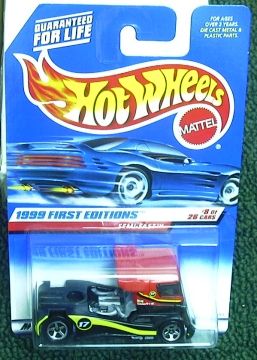 GUARANTEED
FOR LIFE
FOR AGES
OVER 3 YEARS
DIE CAST METAL &
PLASTIC PARTS.
HOT WHEELS
MATTEL
1999 FIRST EDITIONS
#8 OF
26 CARS
17